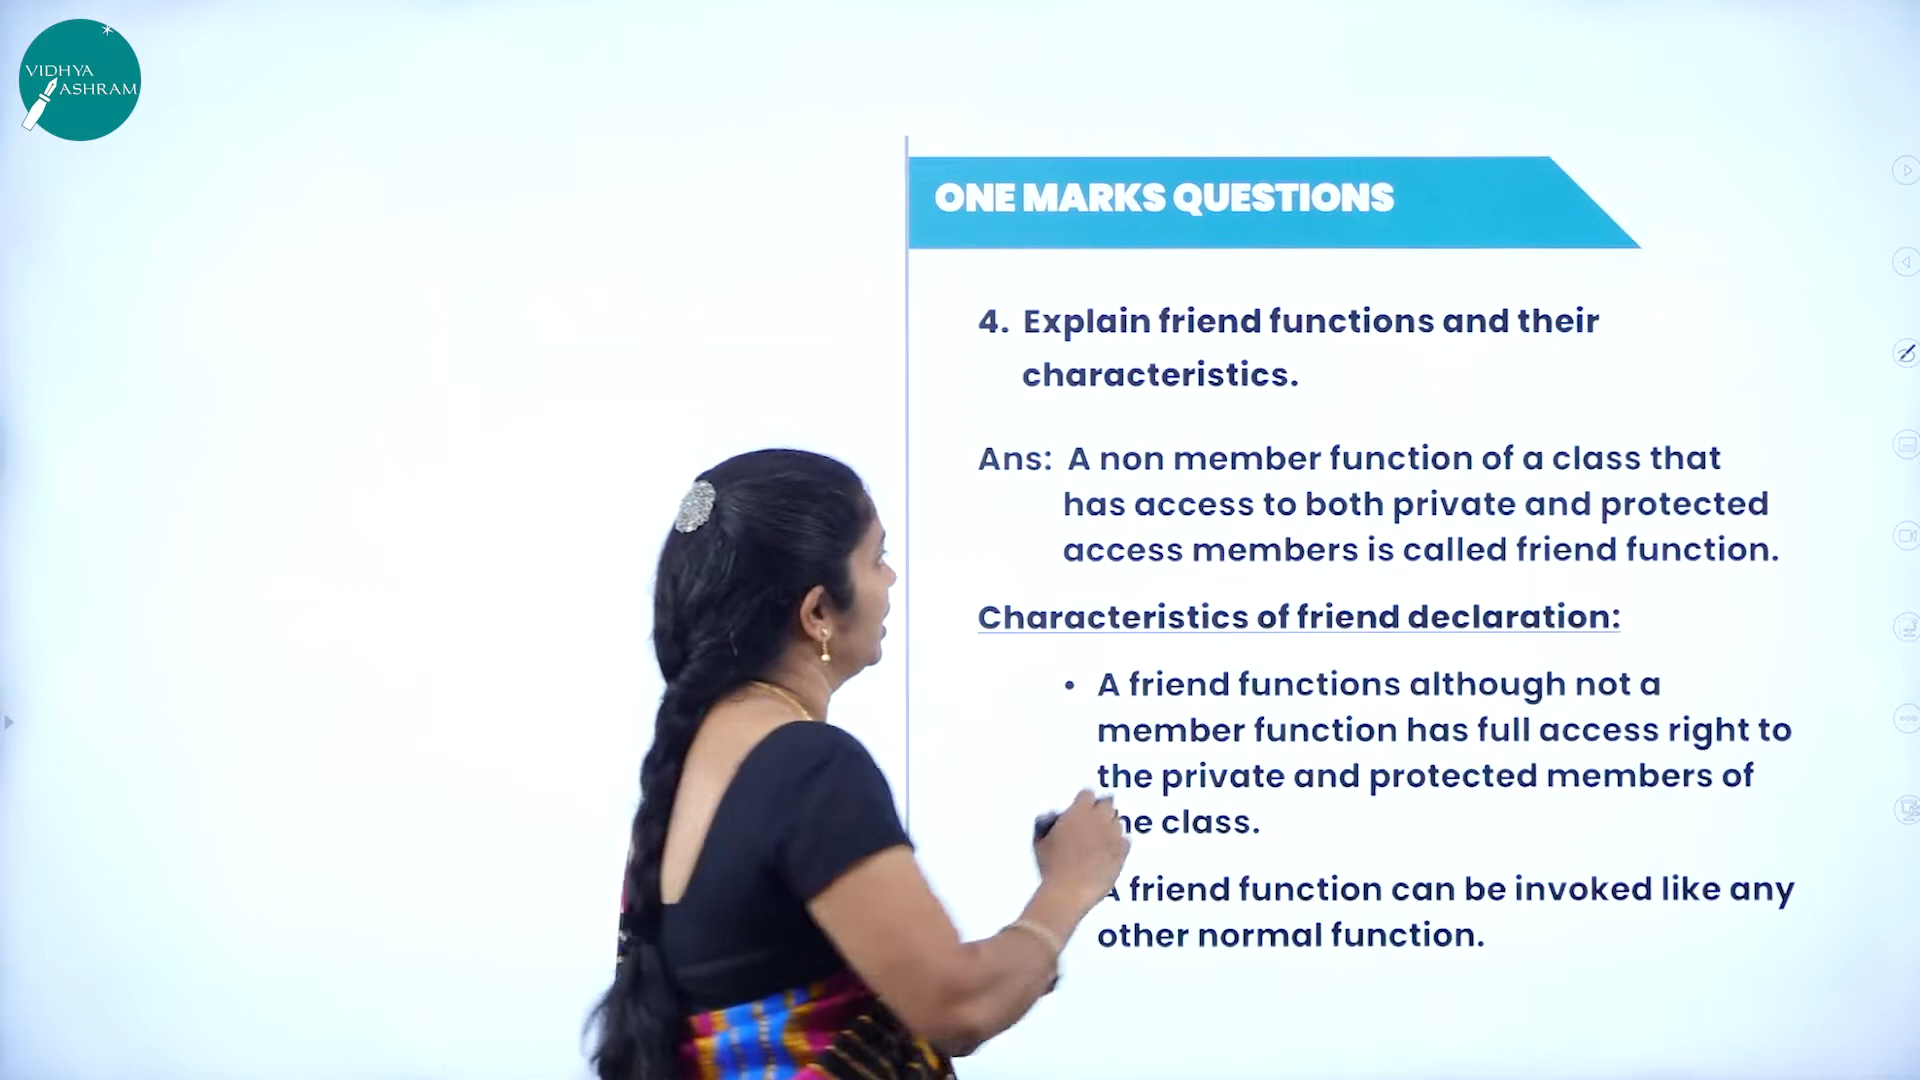 VIDHYA
ASHRAM
ONE MARKS QUESTIONS
4. Explain friend functions and their
characteristics.
Ans: A non member function of a class that
has access to both private and protected
access members is called friend function.
Characteristics of friend declaration:
• A friend functions although not a
member function has full access right to
the private and protected members of
he class.
A friend function can be invoked like any
other normal function.